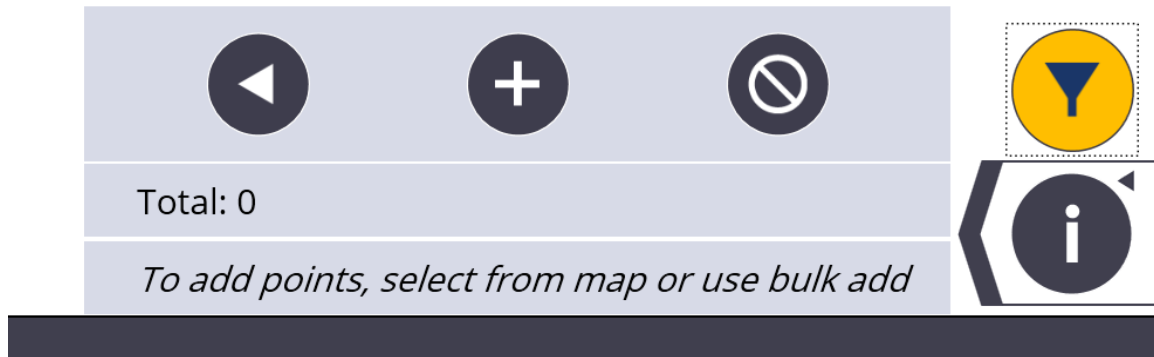 Total: 0
To add points, select from map or use bulk add